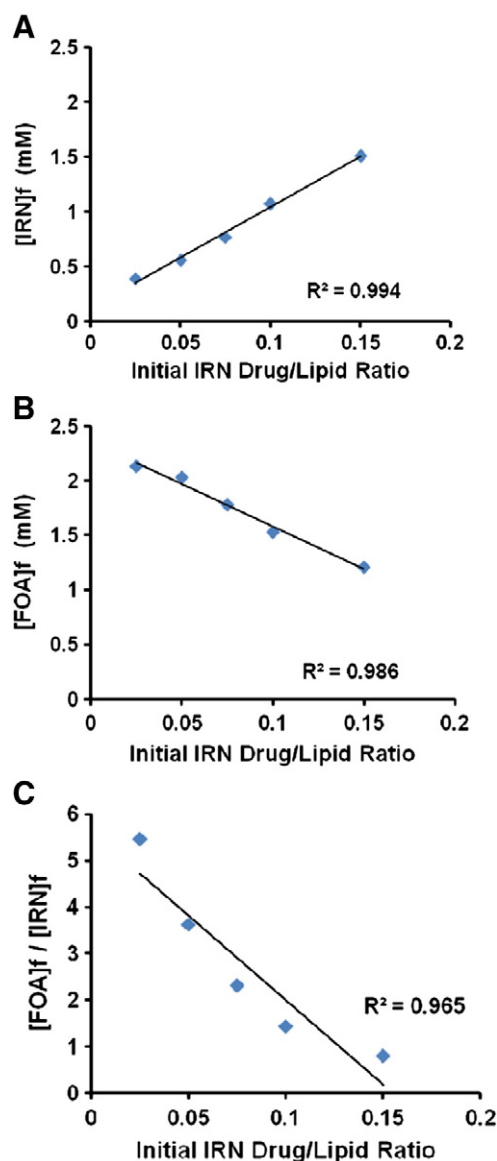 A
2.5
2
1.5
1
0.5
0
[IRN]f (mM)
R² = 0.994
0 0.05 0.1 0.15 0.2
Initial IRN Drug/Lipid Ratio
B
2.5
2
1.5
1
0.5
0
[FOA]f (mM)
R² = 0.986
0 0.05 0.1 0.15 0.2
Initial IRN Drug/Lipid Ratio
C
6
5
4
3
2
1
0
[FOA]f / [IRN]f
R² = 0.965
0 0.05 0.1 0.15 0.2
Initial IRN Drug/Lipid Ratio